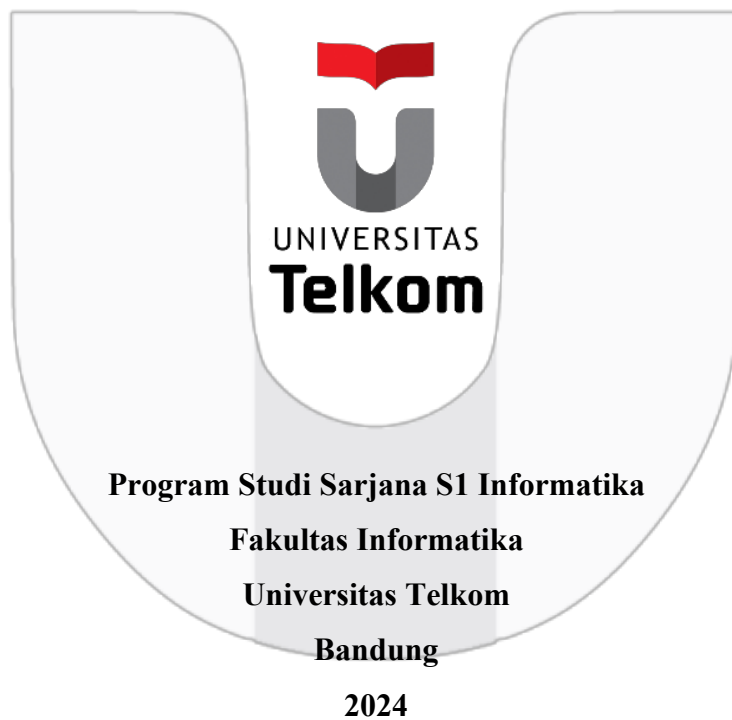 UNIVERSITAS
Telkom
Program Studi Sarjana S1 Informatika
Fakultas Informatika
Universitas Telkom
Bandung
2024